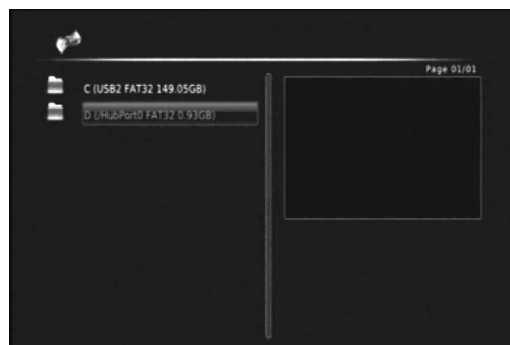 Page 01/01
C (USB2 FAT32 149.05GB)
D (/HubPort0 FAT32 0.93GB)